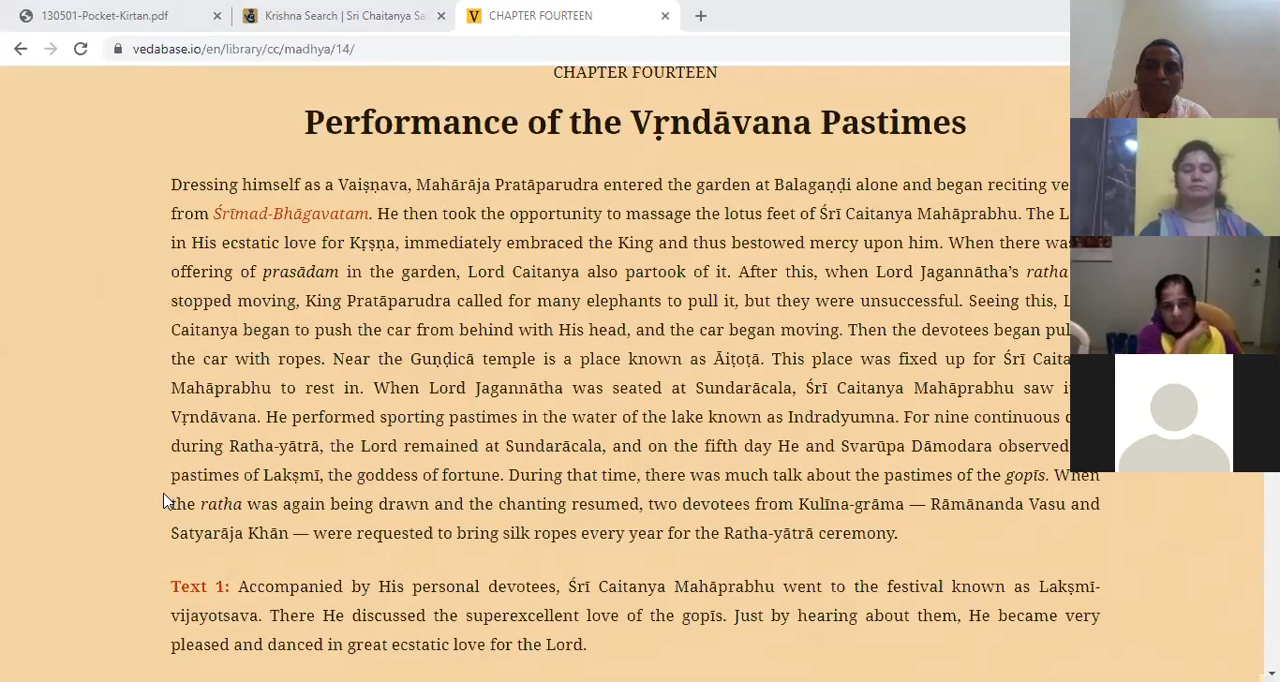 130501-Pocket-Kirtan.pdf
Krishna Search | Sri Chaitanya Sa
CHAPTER FOURTEEN
vedabase.io/en/library/cc/madhya/14/
CHAPTER FOURTEEN
Performance of the Vṛndāvana Pastimes
Dressing himself as a Vaiṣṇava, Mahārāja Pratāparudra entered the garden at Balagaṇḍi alone and began reciting ve
from Śrīmad-Bhāgavatam. He then took the opportunity to massage the lotus feet of Śrī Caitanya Mahāprabhu. The L
in His ecstatic love for Kṛṣṇa, immediately embraced the King and thus bestowed mercy upon him. When there wa
offering of prasādam in the garden, Lord Caitanya also partook of it. After this, when Lord Jagannātha’s ratha
stopped moving, King Pratāparudra called for many elephants to pull it, but they were unsuccessful. Seeing this, L
Caitanya began to push the car from behind with His head, and the car began moving. Then the devotees began pul
the car with ropes. Near the Guṇḍicā temple is a place known as Āiṭoṭā. This place was fixed up for Śrī Caita
Mahāprabhu to rest in. When Lord Jagannātha was seated at Sundarācala, Śrī Caitanya Mahāprabhu saw i
Vṛndāvana. He performed sporting pastimes in the water of the lake known as Indradyumna. For nine continuous d
during Ratha-yātrā, the Lord remained at Sundarācala, and on the fifth day He and Svarūpa Dāmodara observed
pastimes of Lakṣmī, the goddess of fortune. During that time, there was much talk about the pastimes of the gopīs. When
the ratha was again being drawn and the chanting resumed, two devotees from Kulīna-grāma — Rāmānanda Vasu and
Satyarāja Khān — were requested to bring silk ropes every year for the Ratha-yātrā ceremony.
Text 1: Accompanied by His personal devotees, Śrī Caitanya Mahāprabhu went to the festival known as Lakṣmī-
vijayotsava. There He discussed the superexcellent love of the gopīs. Just by hearing about them, He became very
pleased and danced in great ecstatic love for the Lord.